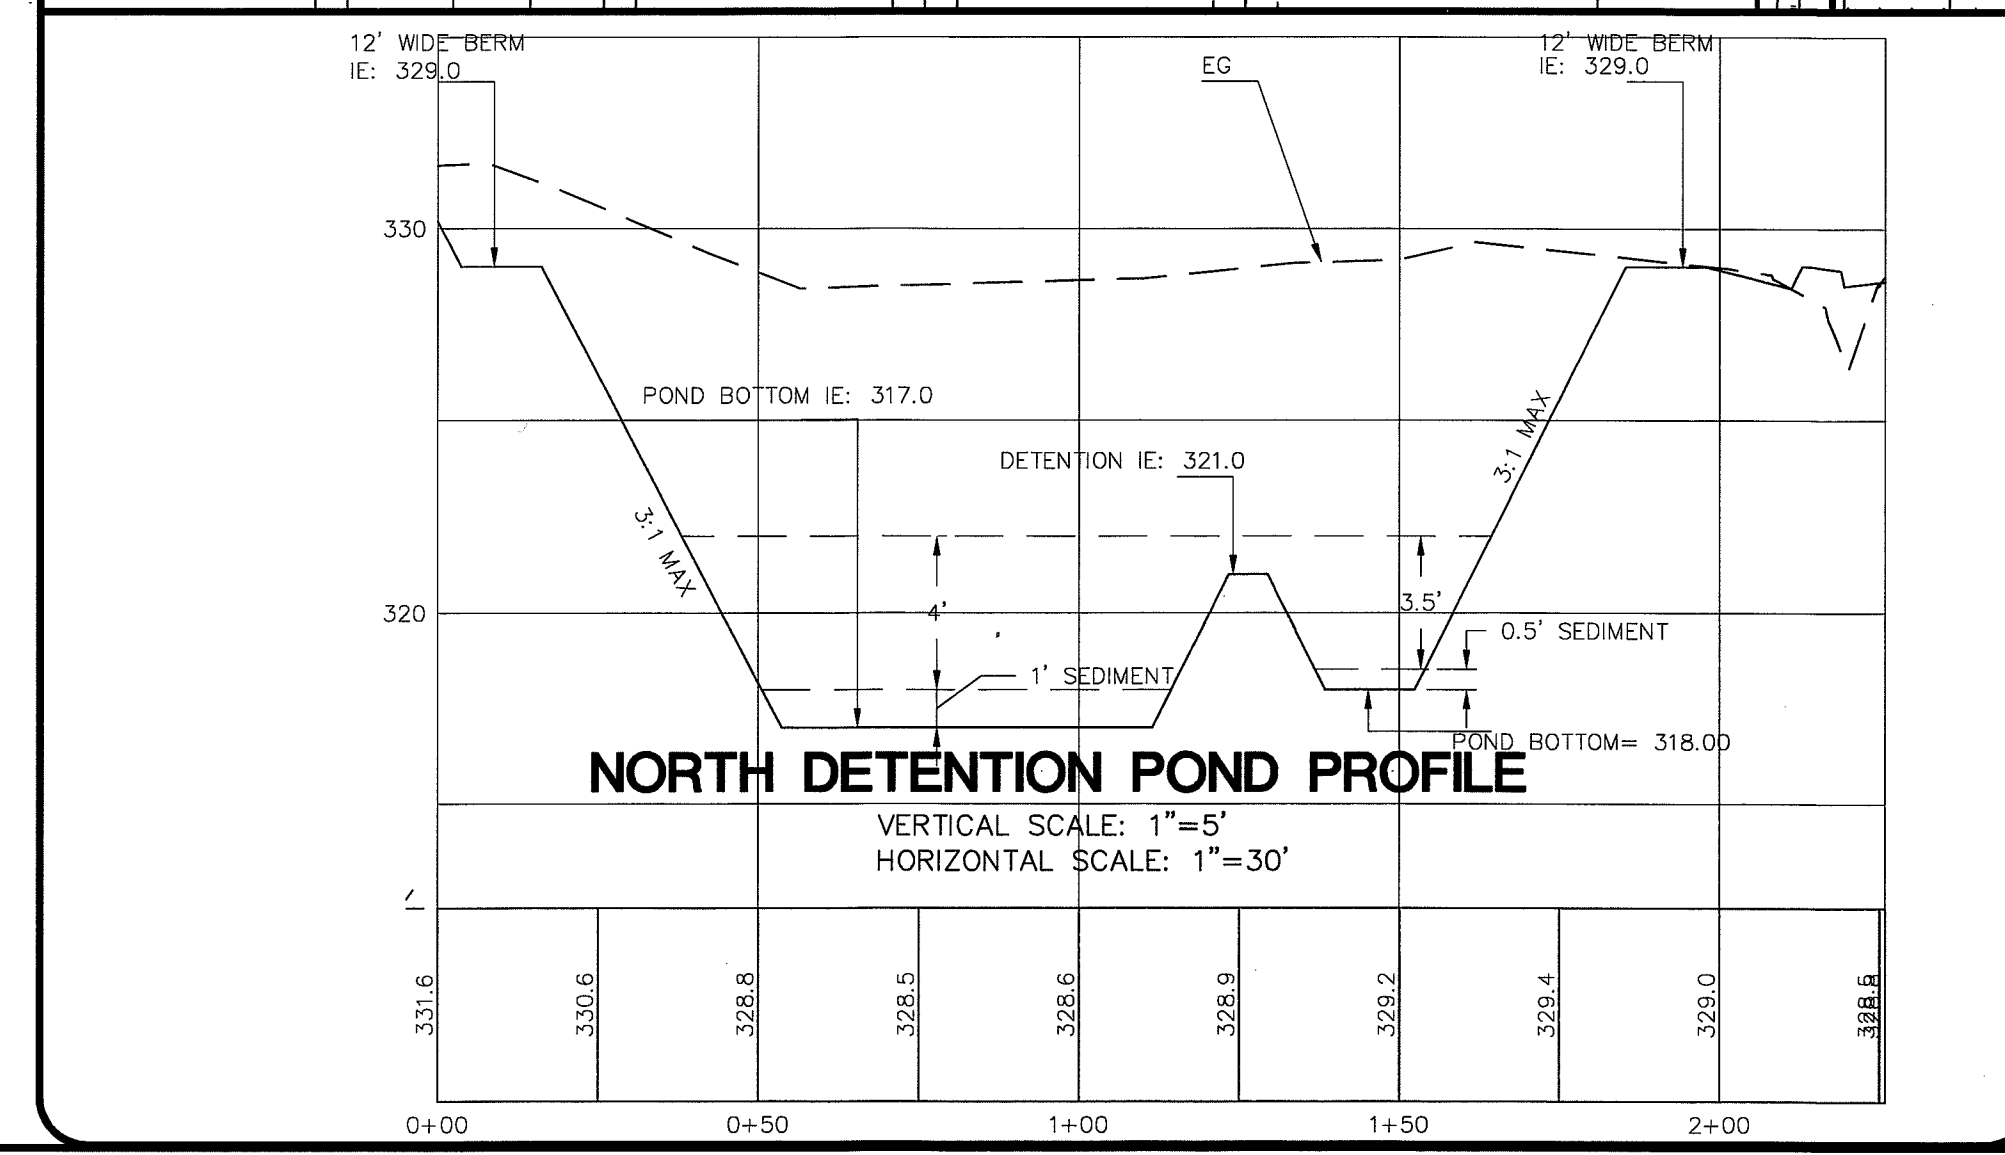 12' WIDE BERM
IE: 329.0
EG
12' WIDE BERM
IE: 329.0
330
POND BOTTOM IE: 317.0
3:1 MAX
DETENTION IE: 321.0
3:1 MAX
320
4'
3.5'
0.5' SEDIMENT
1' SEDIMENT
POND BOTTOM= 318.00
NORTH DETENTION POND PROFILE
VERTICAL SCALE: 1"=5'
HORIZONTAL SCALE: 1"=30'
331.6
330.6
328.8
328.5
328.6
328.9
329.2
329.4
329.0
0+00
0+50
1+00
1+50
2+00